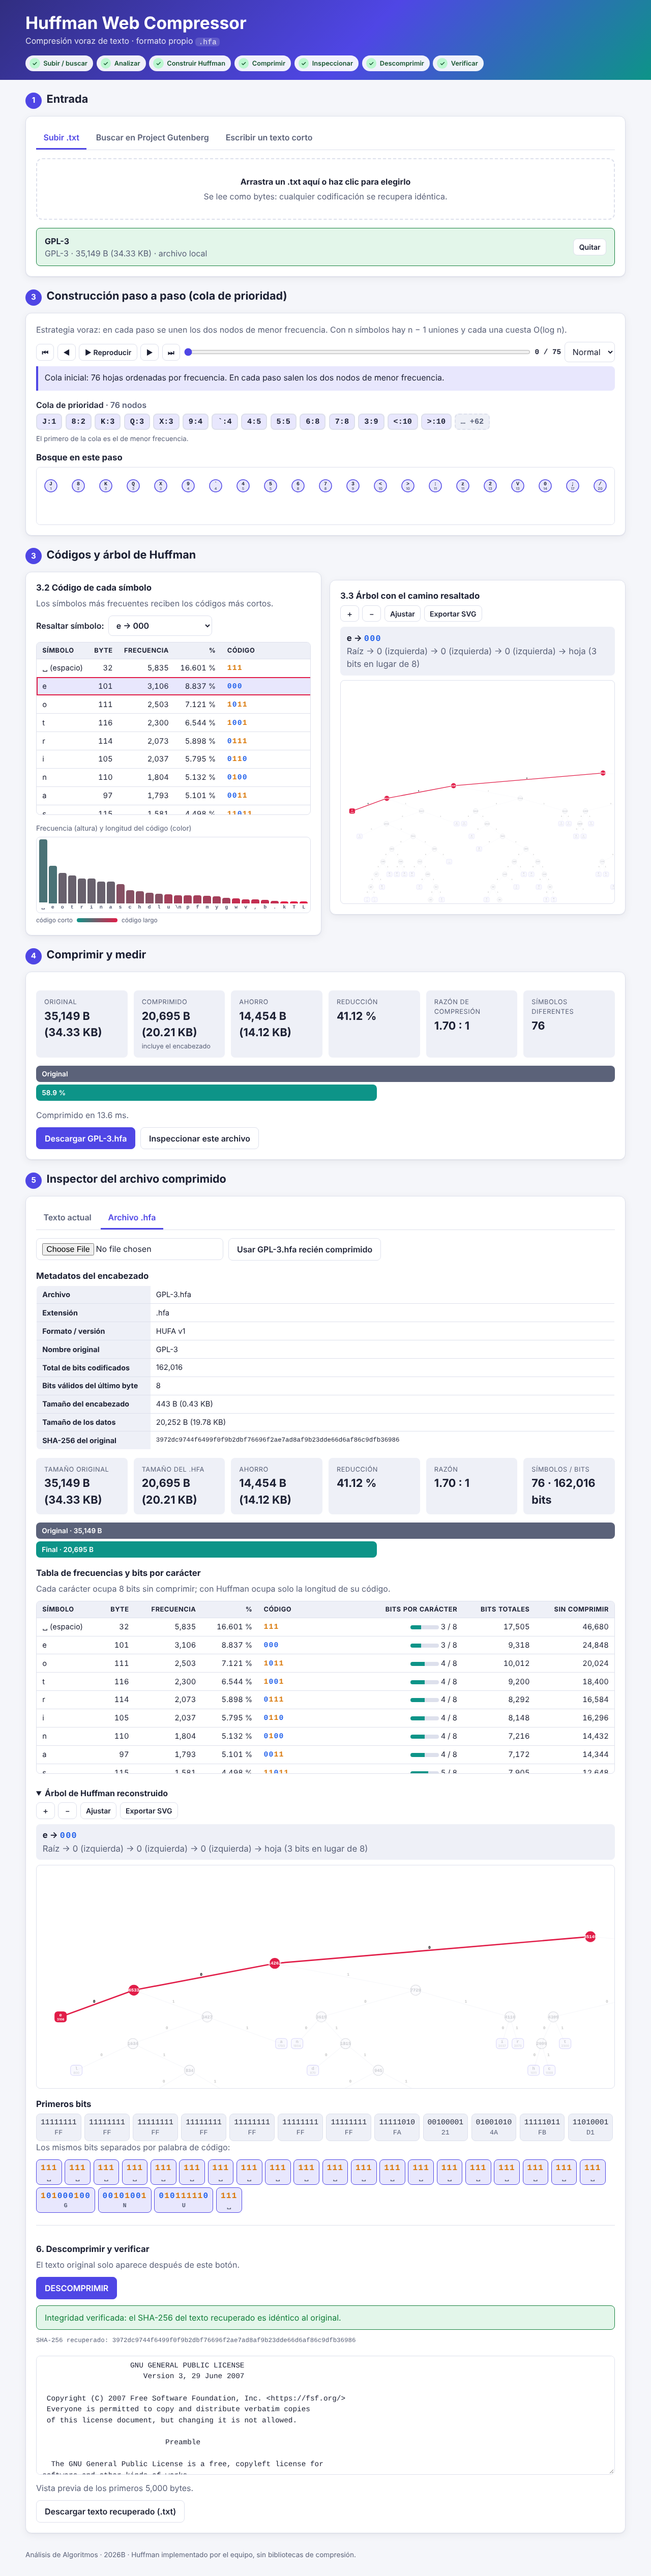 Huffman Web Compressor
Compresión voraz de texto · formato propio .hfa
✓ Subir / buscar ✓ Analizar ✓ Construir Huffman ✓ Comprimir ✓ Inspeccionar ✓ Descomprimir ✓ Verificar
1 Entrada
Subir .txt Buscar en Project Gutenberg Escribir un texto corto
Arrastra un .txt aquí o haz clic para elegirlo
Se lee como bytes: cualquier codificación se recupera idéntica.
GPL-3
GPL-3 · 35,149 B (34.33 KB) · archivo local
Quitar
3 Construcción paso a paso (cola de prioridad)
Estrategia voraz: en cada paso se unen los dos nodos de menor frecuencia. Con n símbolos hay n − 1 uniones y cada una cuesta O(log n).
Reproducir 0 / 75 Normal
Cola inicial: 76 hojas ordenadas por frecuencia. En cada paso salen los dos nodos de menor frecuencia.
Cola de prioridad · 76 nodos
J:1 8:2 K:3 Q:3 X:3 9:4 `:4 4:5 5:5 6:8 7:8 3:9 <:10 >:10 … +62
El primero de la cola es el de menor frecuencia.
Bosque en este paso
3 Códigos y árbol de Huffman
3.2 Código de cada símbolo
Los símbolos más frecuentes reciben los códigos más cortos.
Resaltar símbolo: e → 000
SÍMBOLO BYTE FRECUENCIA % CÓDIGO
␣ (espacio) 32 5,835 16.601 % 111
e 101 3,106 8.837 % 000
o 111 2,503 7.121 % 1011
t 116 2,300 6.544 % 1001
r 114 2,073 5.898 % 0111
i 105 2,037 5.795 % 0110
n 110 1,804 5.132 % 0100
a 97 1,793 5.101 % 0011
s 115 1,581 4.498 % 11011
Frecuencia (altura) y longitud del código (color)
código corto código largo
3.3 Árbol con el camino resaltado
+ − Ajustar Exportar SVG
e → 000
Raíz → 0 (izquierda) → 0 (izquierda) → 0 (izquierda) → hoja (3
bits en lugar de 8)
4 Comprimir y medir
ORIGINAL
35,149 B
(34.33 KB)
COMPRIMIDO
20,695 B
(20.21 KB)
incluye el encabezado
AHORRO
14,454 B
(14.12 KB)
REDUCCIÓN
41.12 %
RAZÓN DE
COMPRESIÓN
1.70 : 1
SÍMBOLOS
DIFERENTES
76
Original
58.9 %
Comprimido en 13.6 ms.
Descargar GPL-3.hfa Inspeccionar este archivo
5 Inspector del archivo comprimido
Texto actual Archivo .hfa
Choose File No file chosen Usar GPL-3.hfa recién comprimido
Metadatos del encabezado
Archivo GPL-3.hfa
Extensión .hfa
Formato / versión HUFA v1
Nombre original GPL-3
Total de bits codificados 162,016
Bits válidos del último byte 8
Tamaño del encabezado 443 B (0.43 KB)
Tamaño de los datos 20,252 B (19.78 KB)
SHA-256 del original 3972dc9744f6499f0f9b2dbf76696f2ae7ad8af9b23dde66d6af86c9dfb36986
TAMAÑO ORIGINAL
35,149 B
(34.33 KB)
TAMAÑO DEL .HFA
20,695 B
(20.21 KB)
AHORRO
14,454 B
(14.12 KB)
REDUCCIÓN
41.12 %
RAZÓN
1.70 : 1
SÍMBOLOS / BITS
76 · 162,016
bits
Original · 35,149 B
Final · 20,695 B
Tabla de frecuencias y bits por carácter
Cada carácter ocupa 8 bits sin comprimir; con Huffman ocupa solo la longitud de su código.
SÍMBOLO BYTE FRECUENCIA % CÓDIGO BITS POR CARÁCTER BITS TOTALES SIN COMPRIMIR
␣ (espacio) 32 5,835 16.601 % 111 3 / 8 17,505 46,680
e 101 3,106 8.837 % 000 3 / 8 9,318 24,848
o 111 2,503 7.121 % 1011 4 / 8 10,012 20,024
t 116 2,300 6.544 % 1001 4 / 8 9,200 18,400
r 114 2,073 5.898 % 0111 4 / 8 8,292 16,584
i 105 2,037 5.795 % 0110 4 / 8 8,148 16,296
n 110 1,804 5.132 % 0100 4 / 8 7,216 14,432
a 97 1,793 5.101 % 0011 4 / 8 7,172 14,344
s 115 1,581 4.498 % 11011 5 / 8 7,905 12,648
▼ Árbol de Huffman reconstruido
+ − Ajustar Exportar SVG
e → 000
Raíz → 0 (izquierda) → 0 (izquierda) → 0 (izquierda) → hoja (3 bits en lugar de 8)
Primeros bits
11111111 11111111 11111111 11111111 11111111 11111111 11111111 11111010 00100001 01001010 11111011 11010001
FF FF FF FF FF FF FF FA 21 4A FB D1
Los mismos bits separados por palabra de código:
111 111 111 111 111 111 111 111 111 111 111 111 111 111 111 111 111 111 111 111
␣ ␣ ␣ ␣ ␣ ␣ ␣ ␣ ␣ ␣ ␣ ␣ ␣ ␣ ␣ ␣ ␣ ␣ ␣ ␣
101000100 00101001 010111110 111
G N U ␣
6. Descomprimir y verificar
El texto original solo aparece después de este botón.
DESCOMPRIMIR
Integridad verificada: el SHA-256 del texto recuperado es idéntico al original.
SHA-256 recuperado: 3972dc9744f6499f0f9b2dbf76696f2ae7ad8af9b23dde66d6af86c9dfb36986
GNU GENERAL PUBLIC LICENSE
Version 3, 29 June 2007
Copyright (C) 2007 Free Software Foundation, Inc. <https://fsf.org/>
Everyone is permitted to copy and distribute verbatim copies
of this license document, but changing it is not allowed.
Preamble
The GNU General Public License is a free, copyleft license for
software and other kinds of works.
Vista previa de los primeros 5,000 bytes.
Descargar texto recuperado (.txt)
Análisis de Algoritmos · 2026B · Huffman implementado por el equipo, sin bibliotecas de compresión.